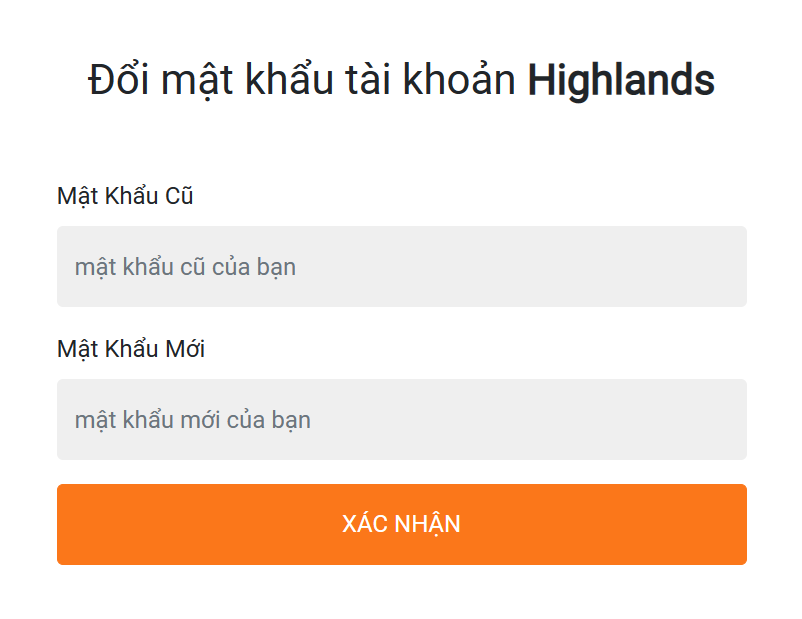 Đổi mật khẩu tài khoản Highlands
Mật Khẩu Cũ
mật khẩu cũ của bạn
Mật Khẩu Mới
mật khẩu mới của bạn
XÁC NHẬN